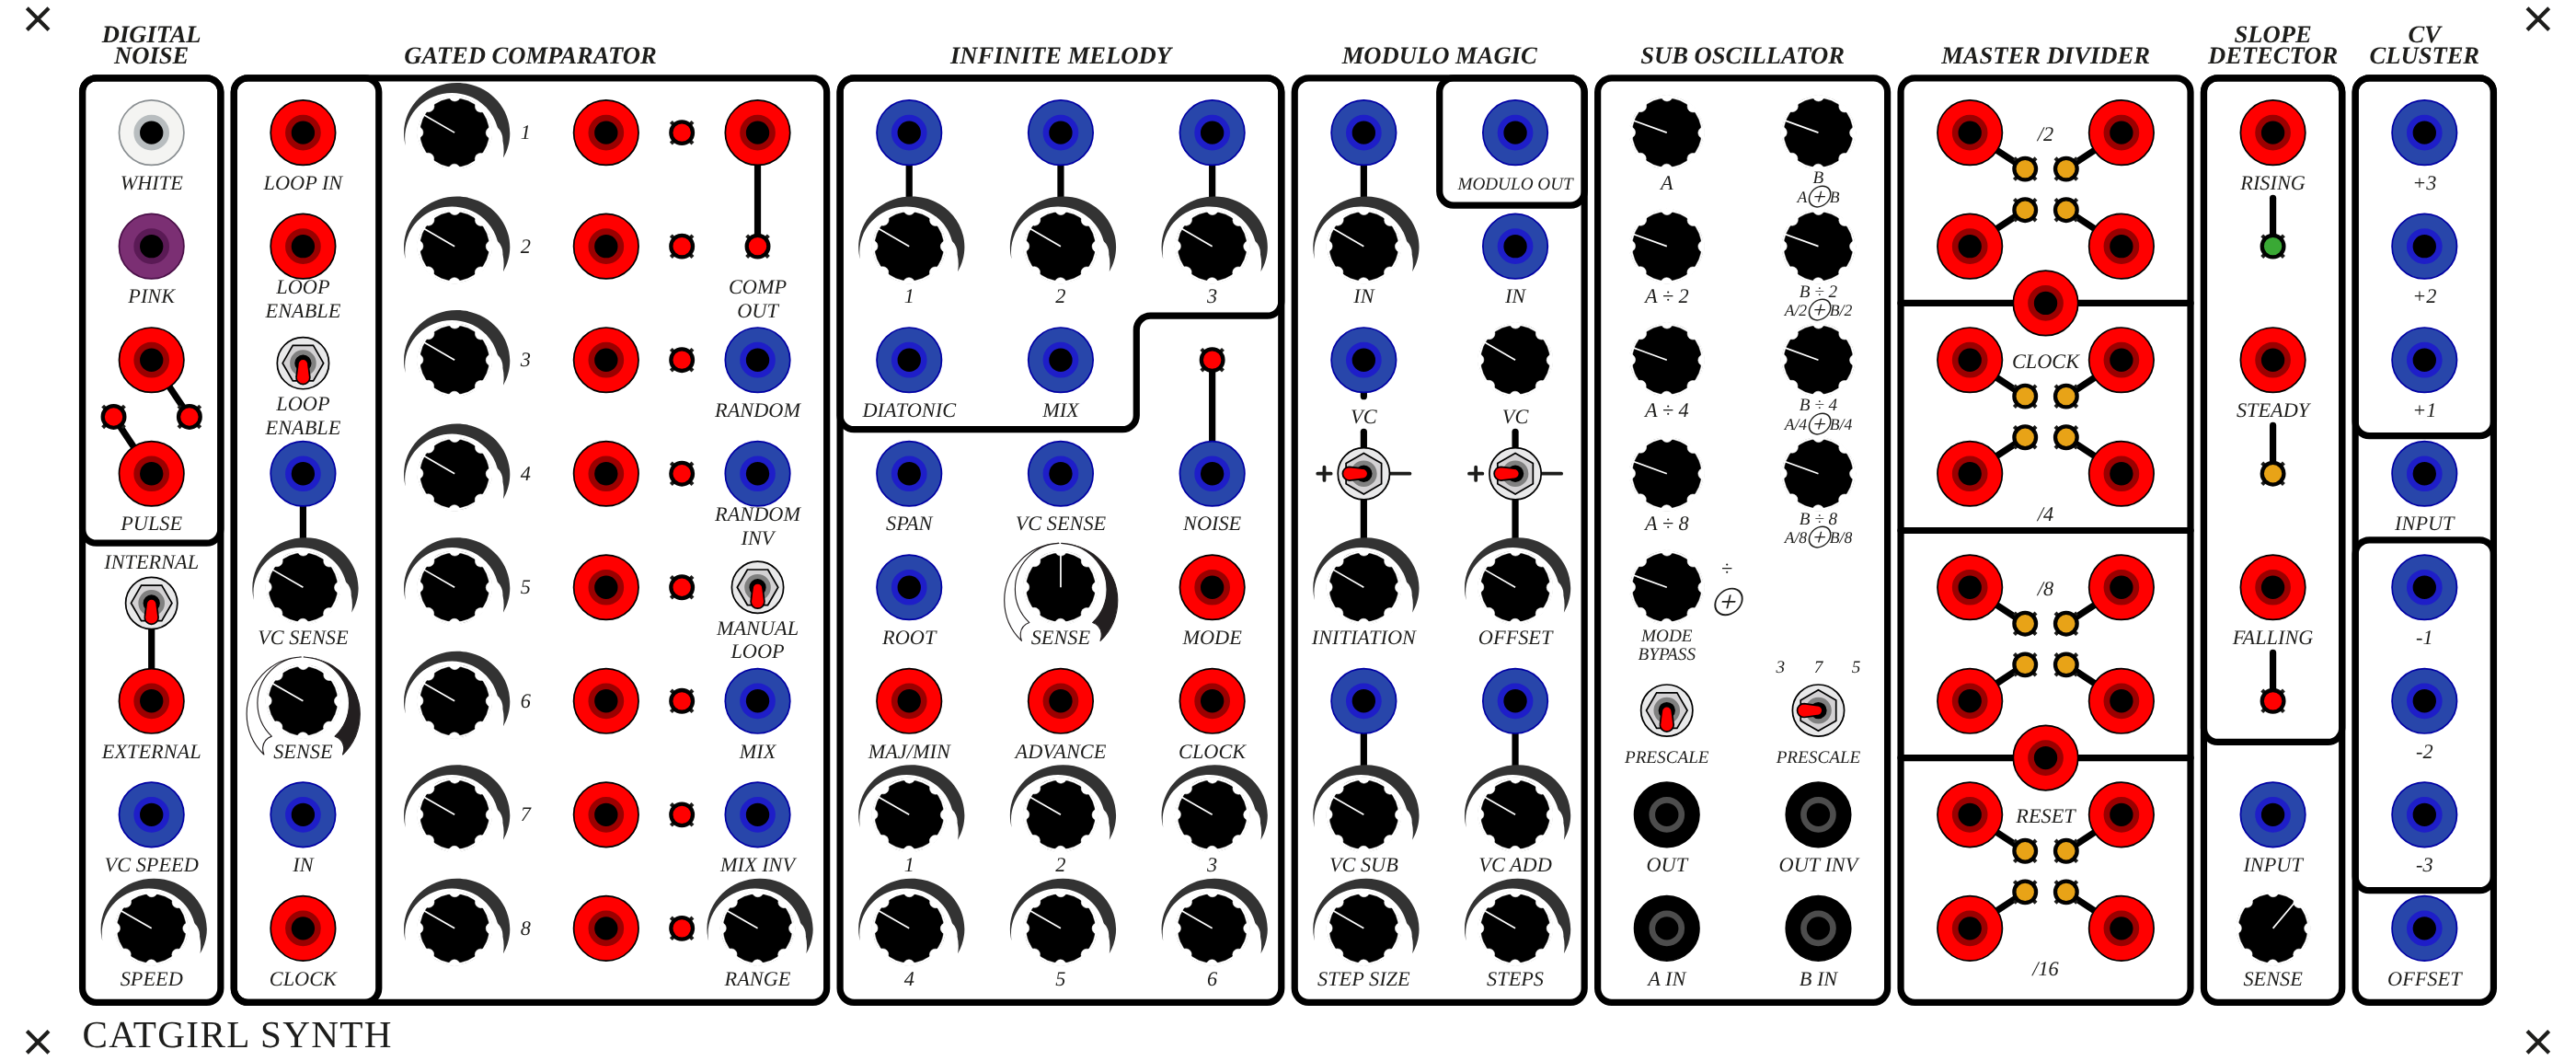 DIGITAL
NOISE
WHITE
PINK
PULSE
INTERNAL
EXTERNAL
VC SPEED
SPEED
GATED COMPARATOR
LOOP IN
LOOP
ENABLE
LOOP
ENABLE
VC SENSE
SENSE
IN
CLOCK
1
2
3
4
5
6
7
8
COMP
OUT
RANDOM
RANDOM
INV
MANUAL
LOOP
MIX
MIX INV
RANGE
INFINITE MELODY
1 2 3
DIATONIC MIX
SPAN VC SENSE NOISE
ROOT SENSE MODE
MAJ/MIN ADVANCE CLOCK
1 2 3
4 5 6
MODULO MAGIC
MODULO OUT
IN IN
VC VC
+ − + −
INITIATION OFFSET
VC SUB VC ADD
STEP SIZE STEPS
SUB OSCILLATOR
A B
A⊕B
A ÷ 2 B ÷ 2
A/2⊕B/2
A ÷ 4 B ÷ 4
A/4⊕B/4
A ÷ 8 B ÷ 8
A/8⊕B/8
÷
⊕
MODE
BYPASS
3 7 5
PRESCALE PRESCALE
OUT OUT INV
A IN B IN
MASTER DIVIDER
/2
CLOCK
/4
/8
RESET
/16
SLOPE
DETECTOR
RISING
STEADY
FALLING
INPUT
SENSE
CV
CLUSTER
+3
+2
+1
INPUT
-1
-2
-3
OFFSET
CATGIRL SYNTH